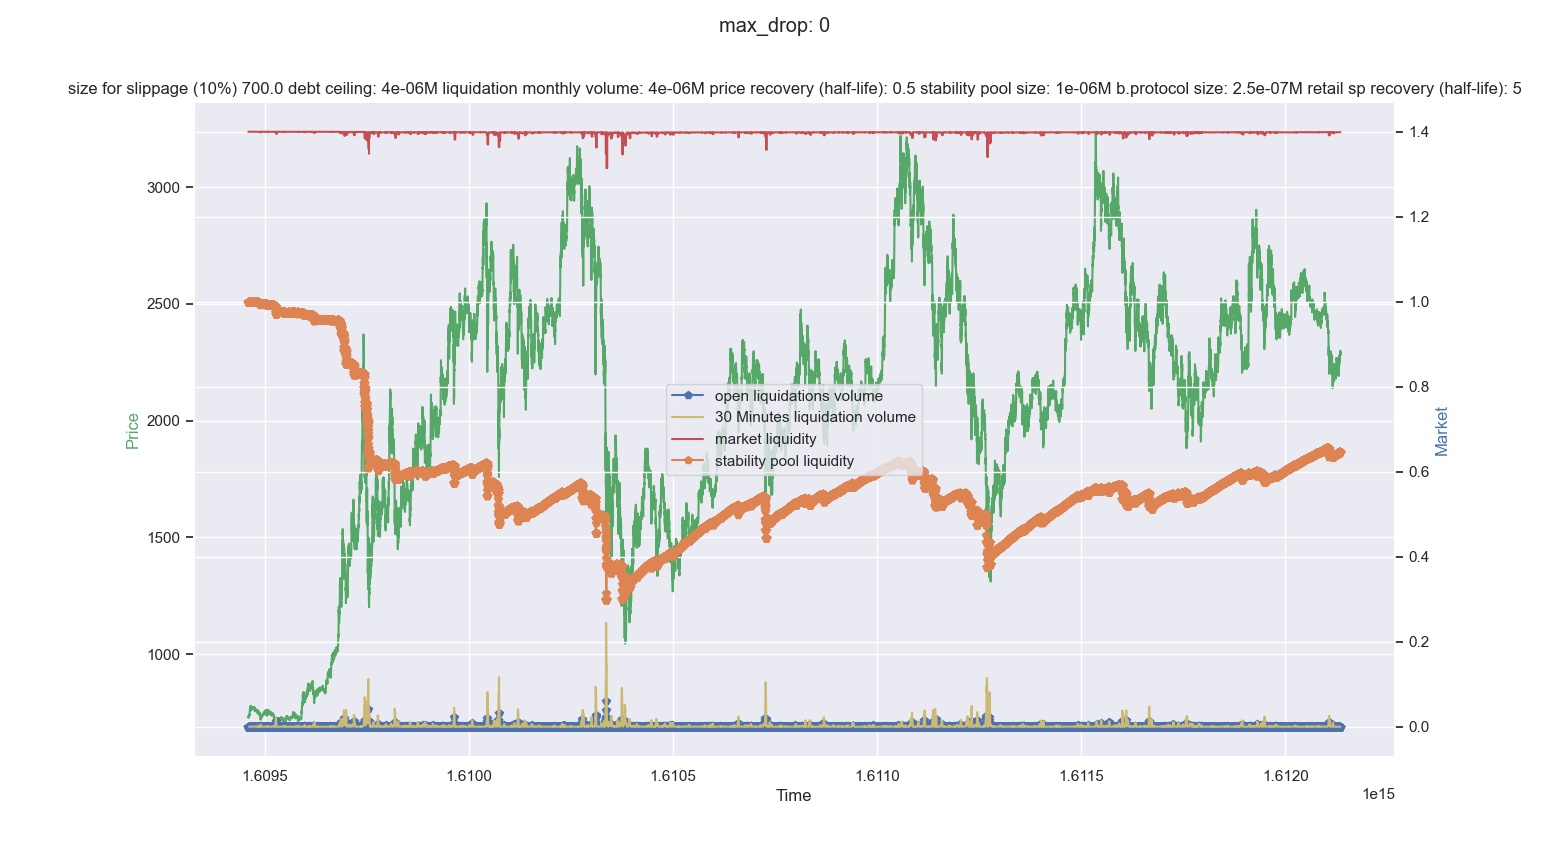 max_drop: 0
size for slippage (10%) 700.0 debt ceiling: 4e-06M liquidation monthly volume: 4e-06M price recovery (half-life): 0.5 stability pool size: 1e-06M b.protocol size: 2.5e-07M retail sp recovery (half-life): 5
3000
2500
2000
1500
1000
Price
open liquidations volume
30 Minutes liquidation volume
market liquidity
stability pool liquidity
1.4
1.2
1.0
0.8
0.6
0.4
0.2
0.0
Market
1.6095 1.6100 1.6105 1.6110 1.6115 1.6120
Time
1e15